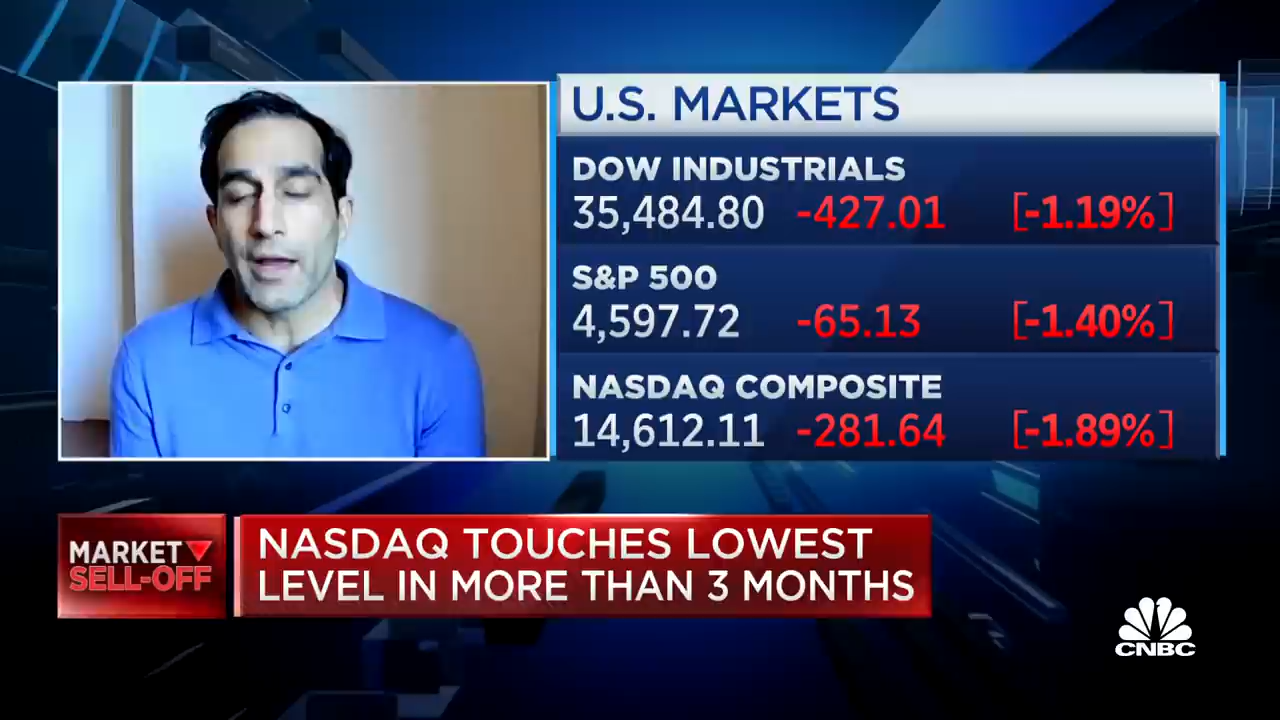 U.S. MARKETS
DOW INDUSTRIALS
35,484.80 -427.01 [-1.19%]
S&P 500
4,597.72 -65.13 [-1.40%]
NASDAQ COMPOSITE
14,612.11 -281.64 [-1.89%]
MARKET
SELL-OFF
NASDAQ TOUCHES LOWEST
LEVEL IN MORE THAN 3 MONTHS
CNBC